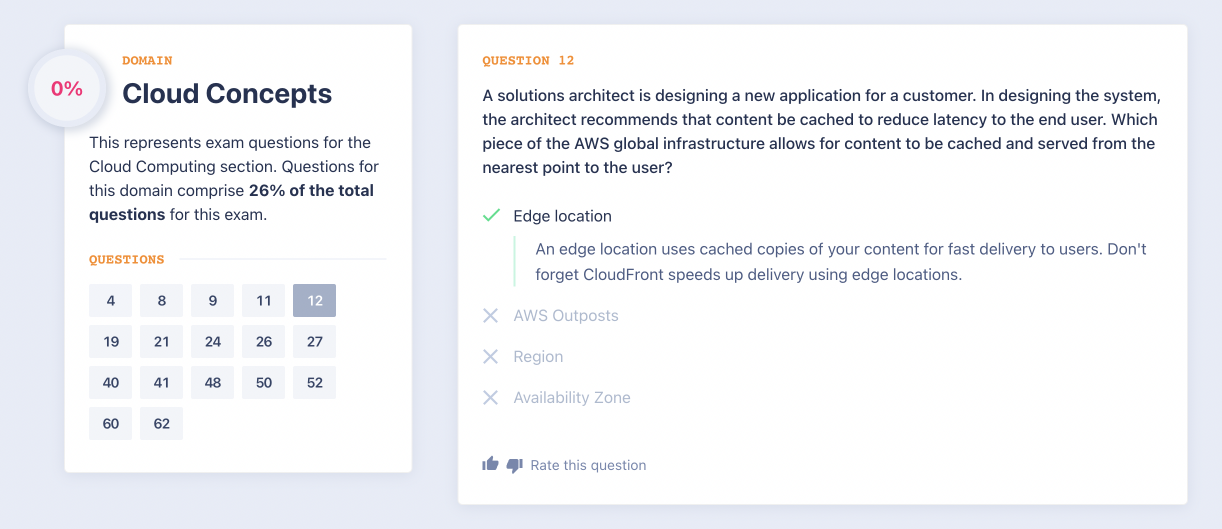 0%
DOMAIN
Cloud Concepts
This represents exam questions for the
Cloud Computing section. Questions for
this domain comprise 26% of the total
questions for this exam.
QUESTIONS
4 8 9 11 12
19 21 24 26 27
40 41 48 50 52
60 62
QUESTION 12
A solutions architect is designing a new application for a customer. In designing the system,
the architect recommends that content be cached to reduce latency to the end user. Which
piece of the AWS global infrastructure allows for content to be cached and served from the
nearest point to the user?
Edge location
An edge location uses cached copies of your content for fast delivery to users. Don't
forget CloudFront speeds up delivery using edge locations.
AWS Outposts
Region
Availability Zone
Rate this question